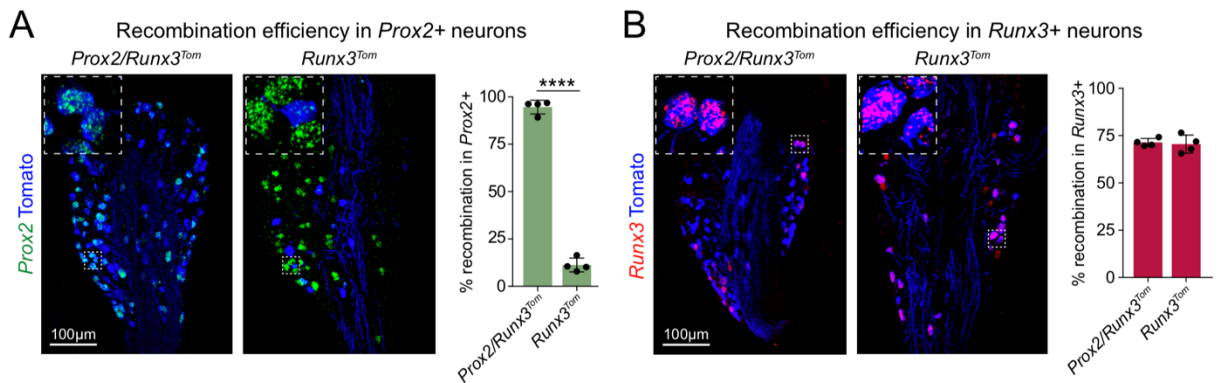 A
Recombination efficiency in Prox2+ neurons
Prox2/Runx3Tom
Runx3Tom
Prox2 Tomato
100µm
% recombination in Prox2+
100
75
50
25
0
****
Prox2/Runx3Tom
Runx3Tom
B
Recombination efficiency in Runx3+ neurons
Prox2/Runx3Tom
Runx3Tom
Runx3 Tomato
100µm
% recombination in Runx3+
100
75
50
25
0
Prox2/Runx3Tom
Runx3Tom